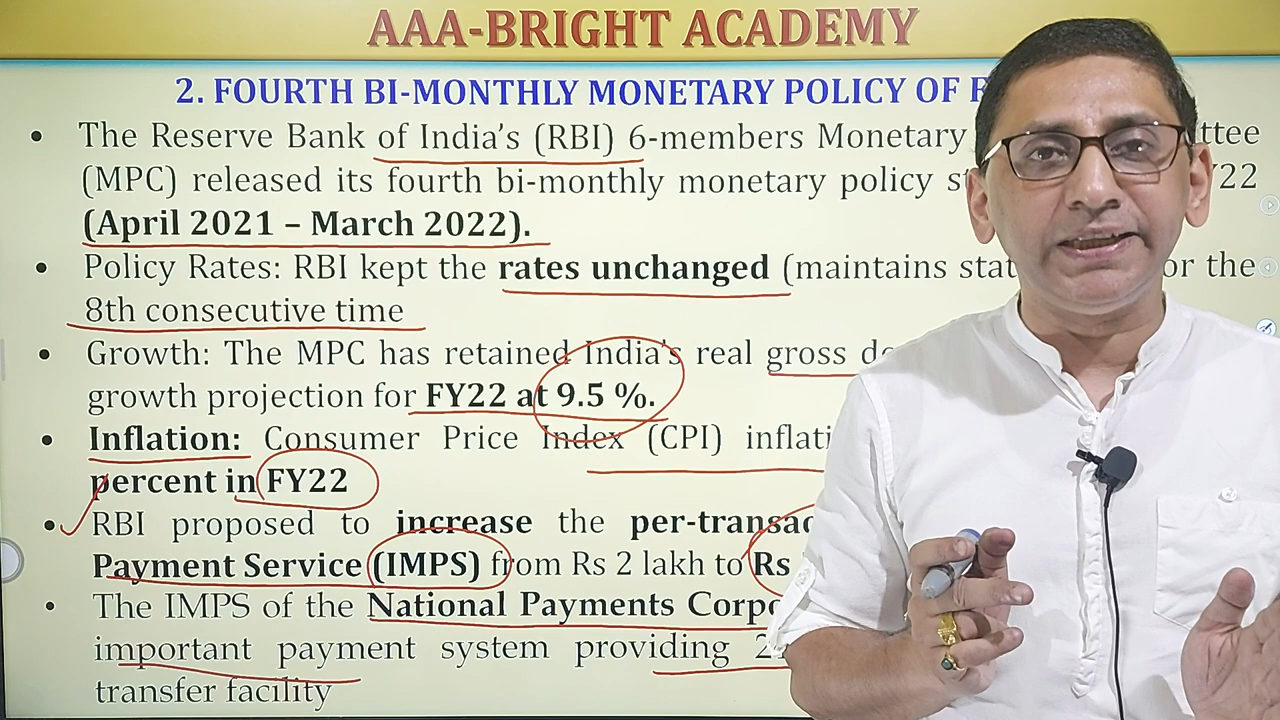 AAA-BRIGHT ACADEMY
2. FOURTH BI-MONTHLY MONETARY POLICY OF
• The Reserve Bank of India’s (RBI) 6-members Monetary
(MPC) released its fourth bi-monthly monetary policy
(April 2021 – March 2022).
• Policy Rates: RBI kept the rates unchanged (maintains the
8th consecutive time
• Growth: The MPC has retained India’s real gross
growth projection for FY22 at 9.5 %.
• Inflation: Consumer Price Index (CPI)
percent in FY22
• RBI proposed to increase the
Payment Service (IMPS) from Rs 2 lakh to Rs
• The IMPS of the National Payments
important payment system providing
transfer facility